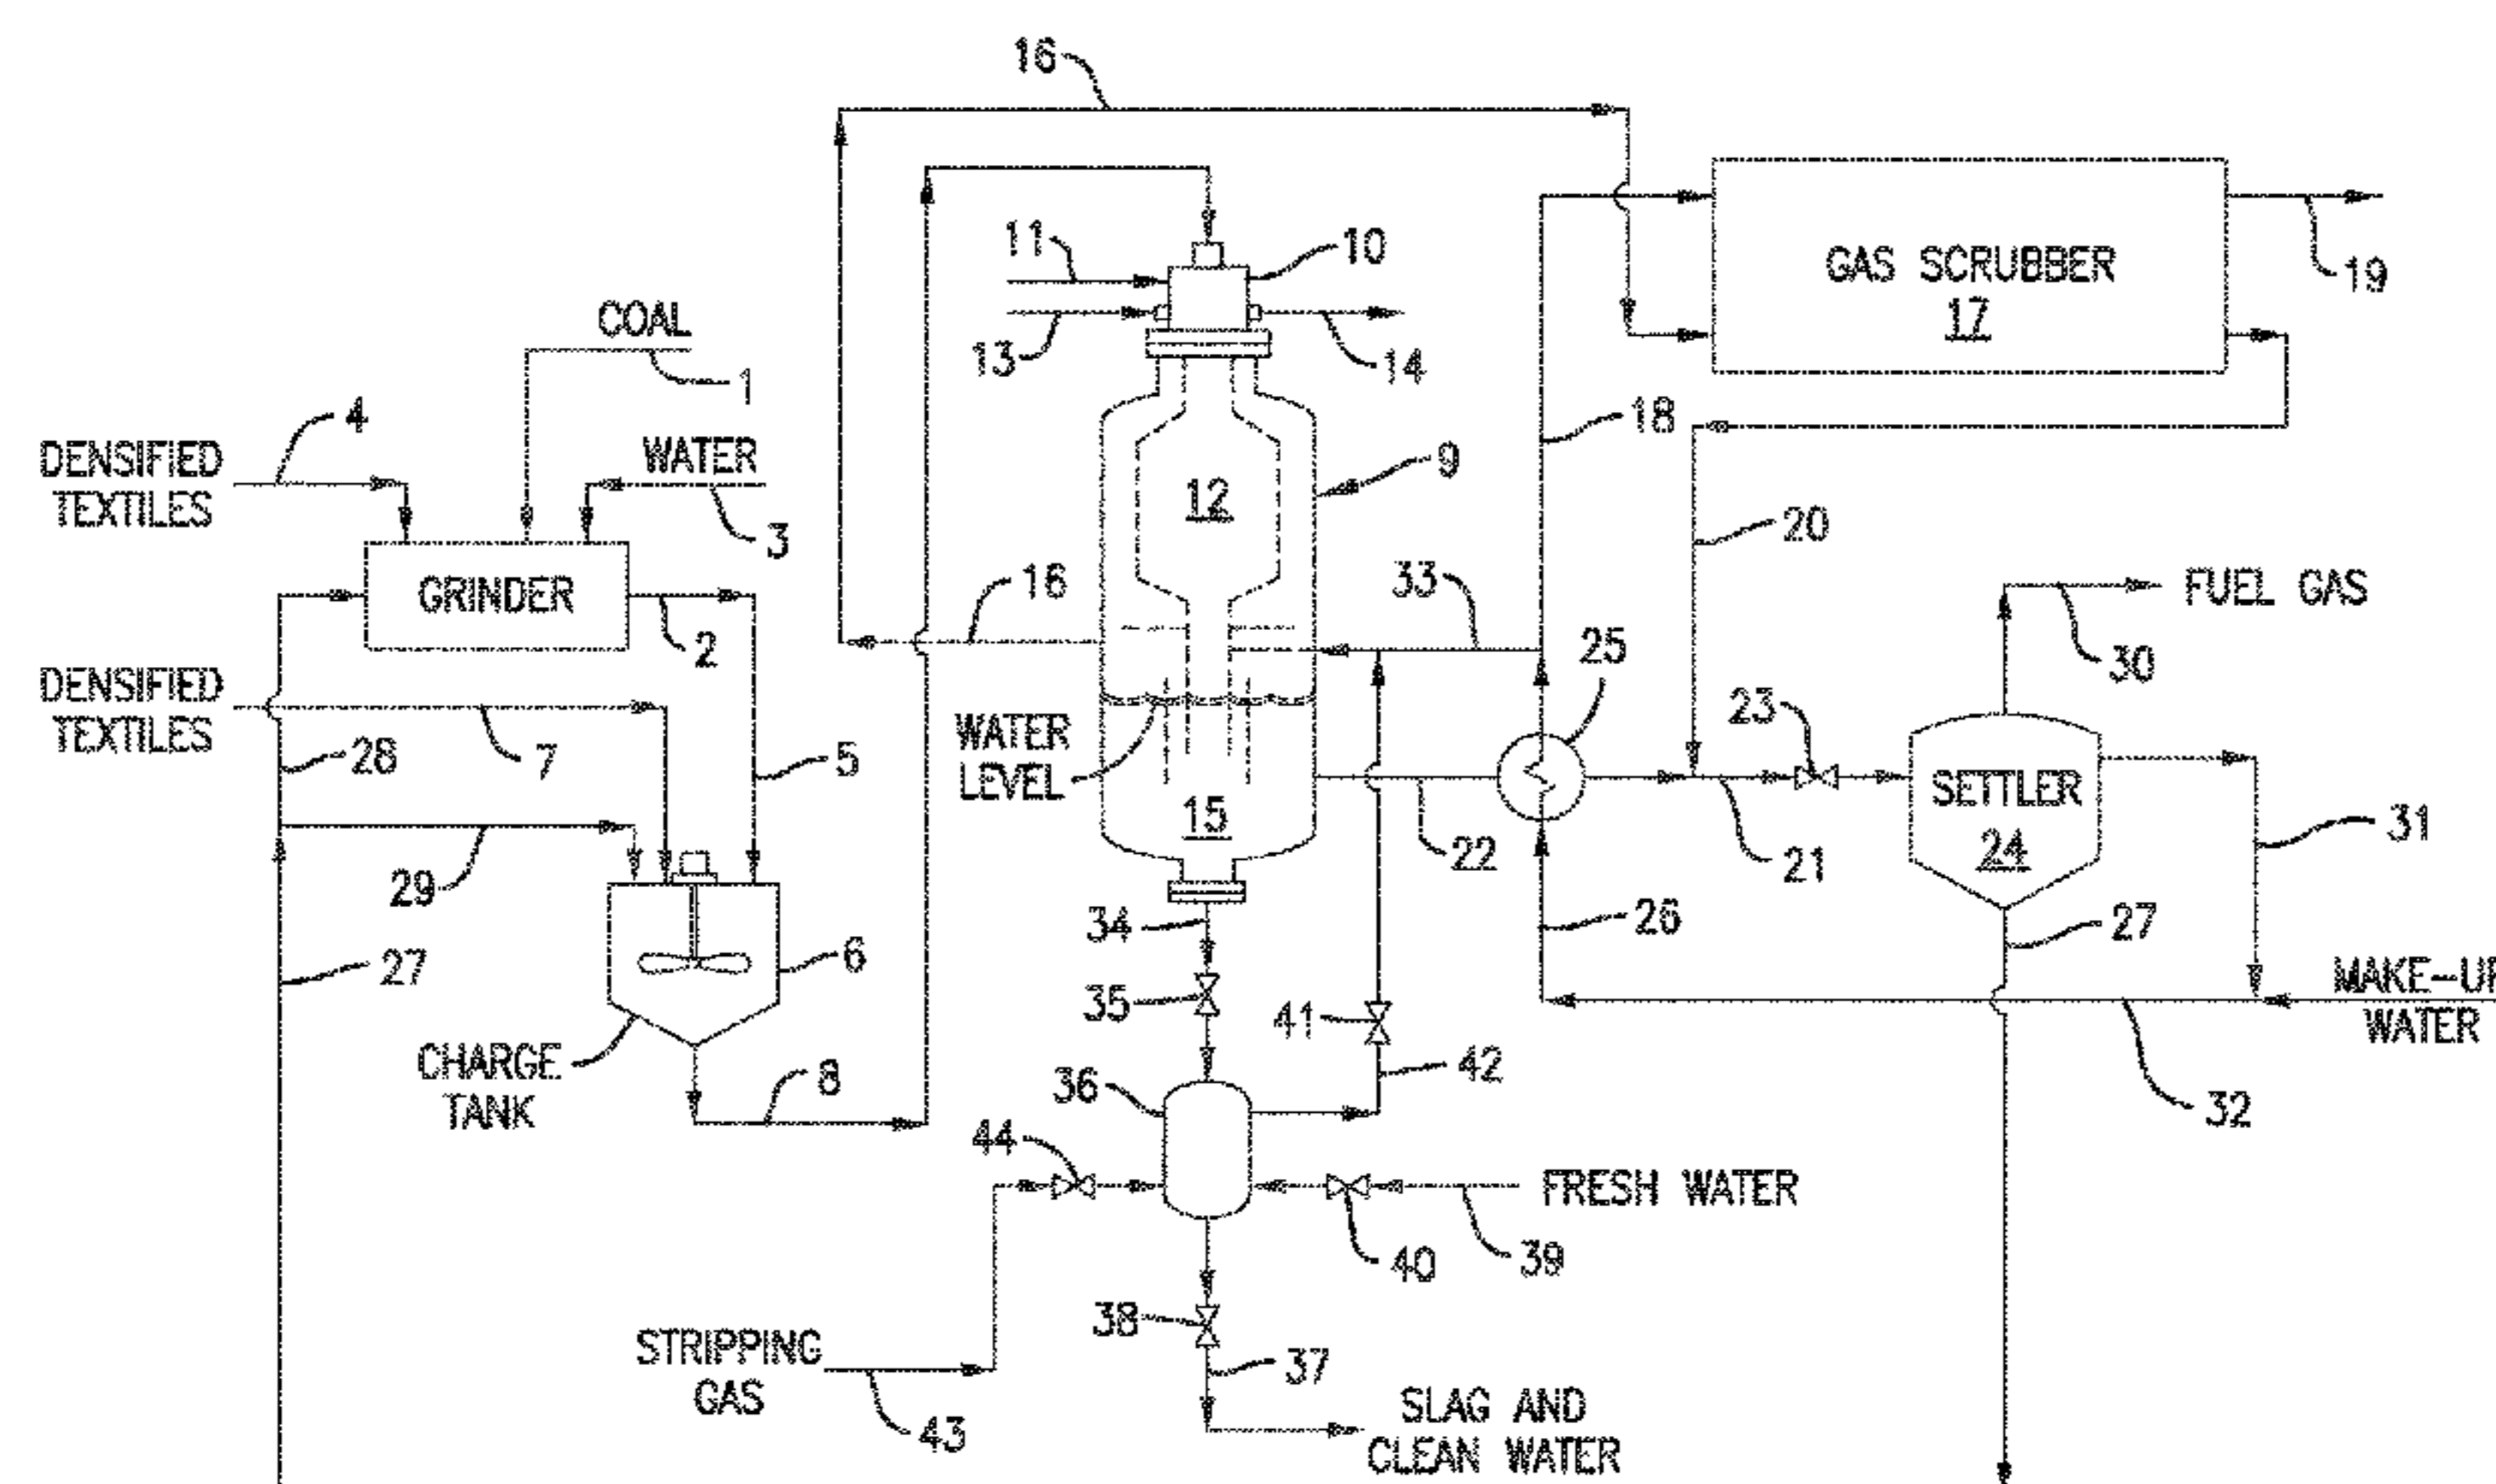 16
11
10
GAS SCRUBBER
17
19
13
14
COAL
1
4
DENSIFIED
TEXTILES
WATER
3
18
9
12
20
GRINDER
2
16
33
25
FUEL GAS
30
DENSIFIED
TEXTILES
7
28
5
WATER
LEVEL
15
23
SETTLER
24
31
29
22
21
34
26
27
27
6
35
41
MAKE-UP
WATER
CHARGE
TANK
8
36
42
32
44
FRESH WATER
40
39
38
STRIPPING
GAS
43
37
SLAG AND
CLEAN WATER